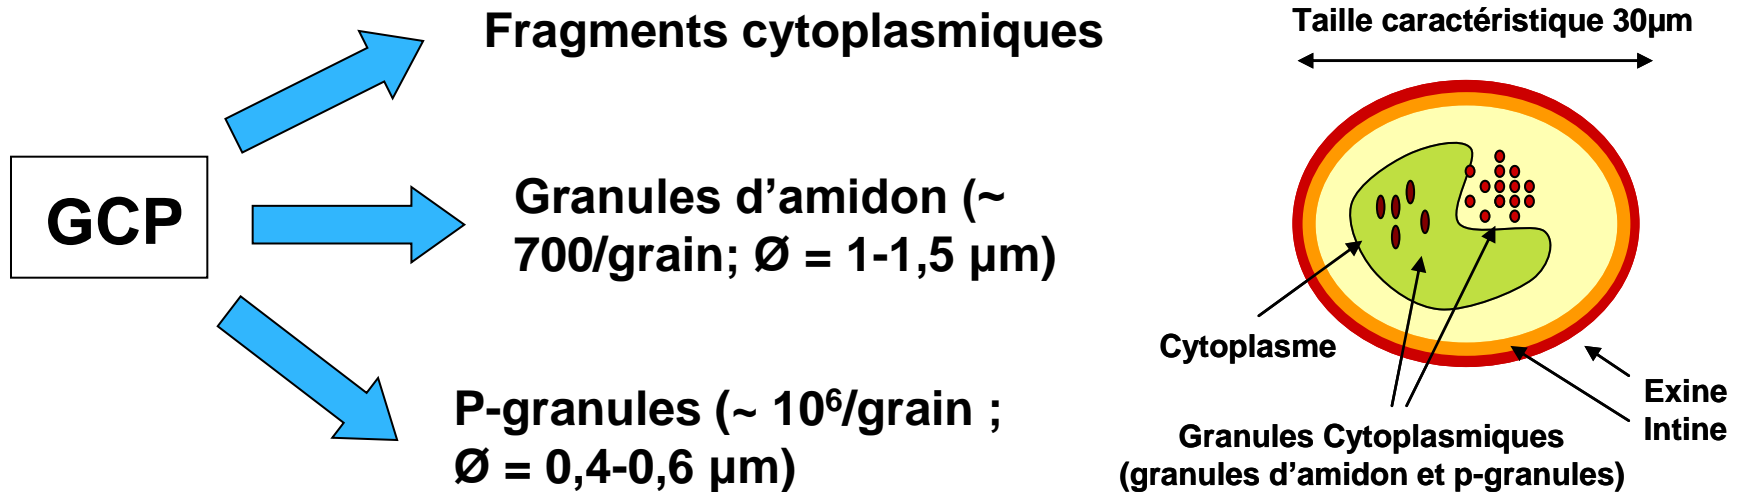 GCP
Fragments cytoplasmiques
Granules d’amidon (~
700/grain; Ø = 1-1,5 µm)
P-granules (~ 10⁶/grain ;
Ø = 0,4-0,6 µm)
Taille caractéristique 30µm
Cytoplasme
Exine
Intine
Granules Cytoplasmiques
(granules d’amidon et p-granules)